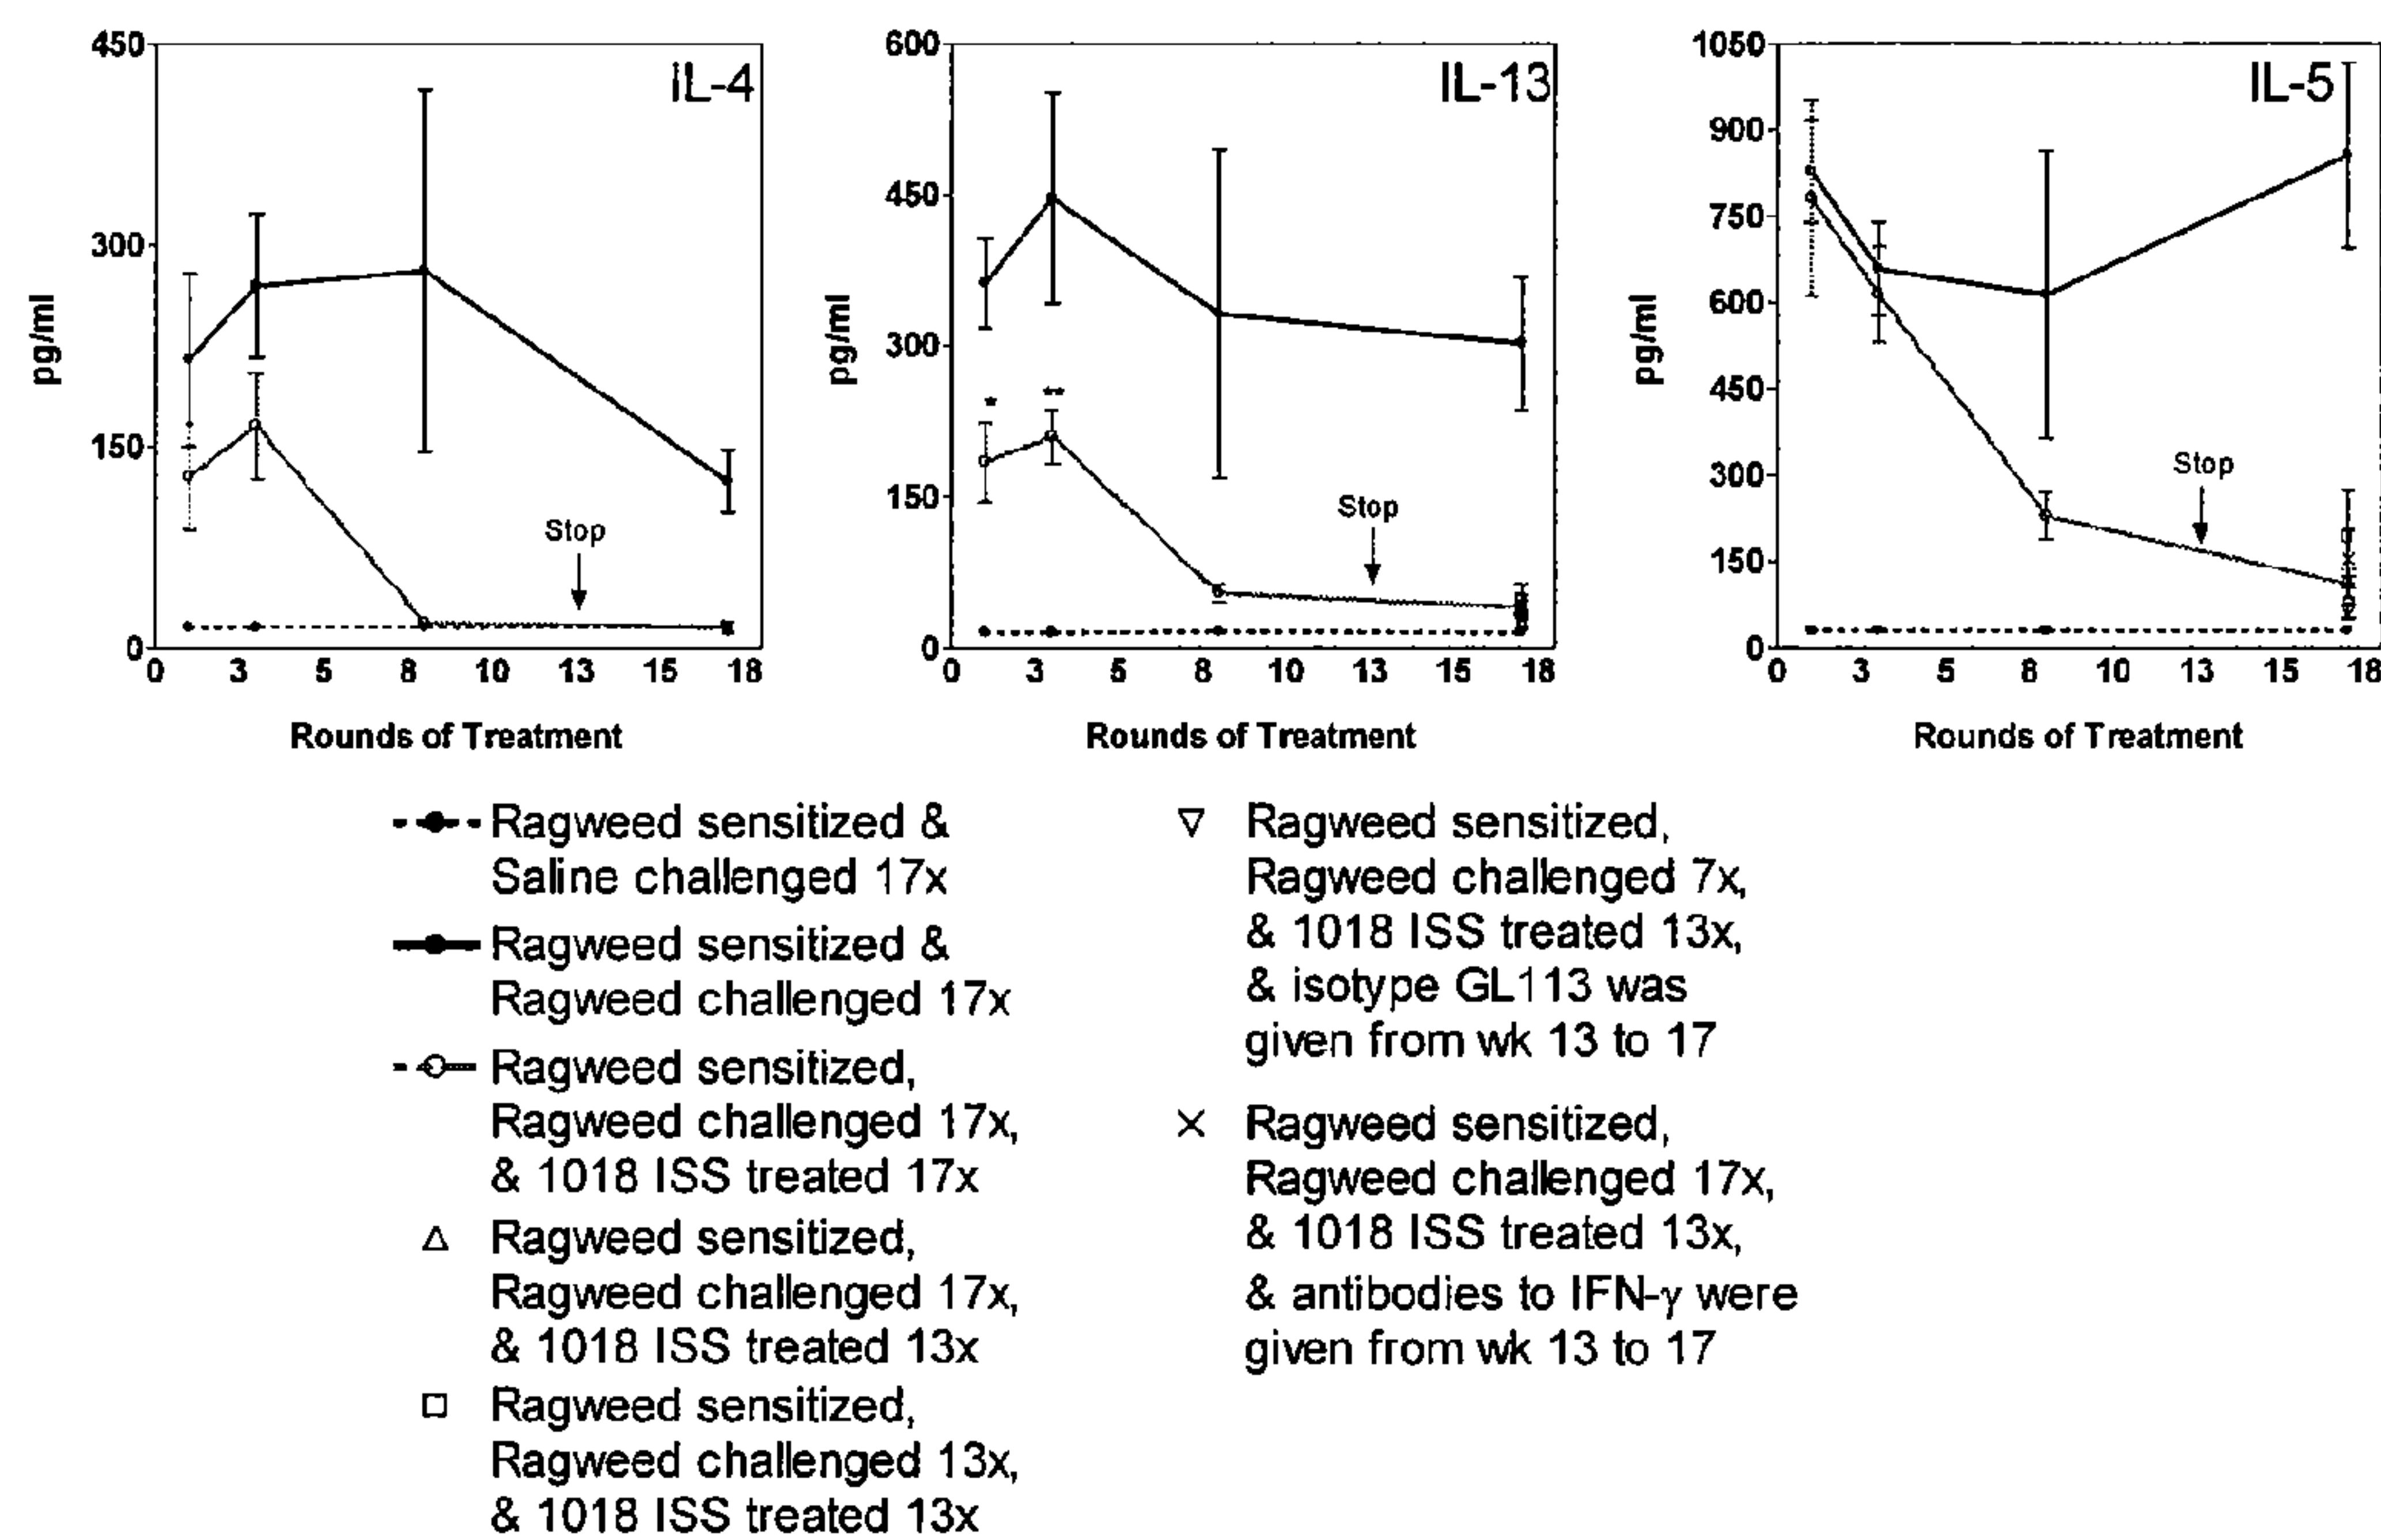 IL-4
450
300
150
0
pg/ml
Stop
0 3 5 8 10 13 15 18
Rounds of Treatment
IL-13
600
450
300
150
0
pg/ml
*
**
Stop
0 3 5 8 10 13 15 18
Rounds of Treatment
IL-5
1050
900
750
600
450
300
150
0
pg/ml
Stop
0 3 5 8 10 13 15 18
Rounds of Treatment
Ragweed sensitized &
Saline challenged 17x
Ragweed sensitized &
Ragweed challenged 17x
Ragweed sensitized,
Ragweed challenged 17x,
& 1018 ISS treated 17x
Ragweed sensitized,
Ragweed challenged 17x,
& 1018 ISS treated 13x
Ragweed sensitized,
Ragweed challenged 13x,
& 1018 ISS treated 13x
Ragweed sensitized,
Ragweed challenged 7x,
& 1018 ISS treated 13x,
& isotype GL113 was
given from wk 13 to 17
Ragweed sensitized,
Ragweed challenged 17x,
& 1018 ISS treated 13x,
& antibodies to IFN-γ were
given from wk 13 to 17